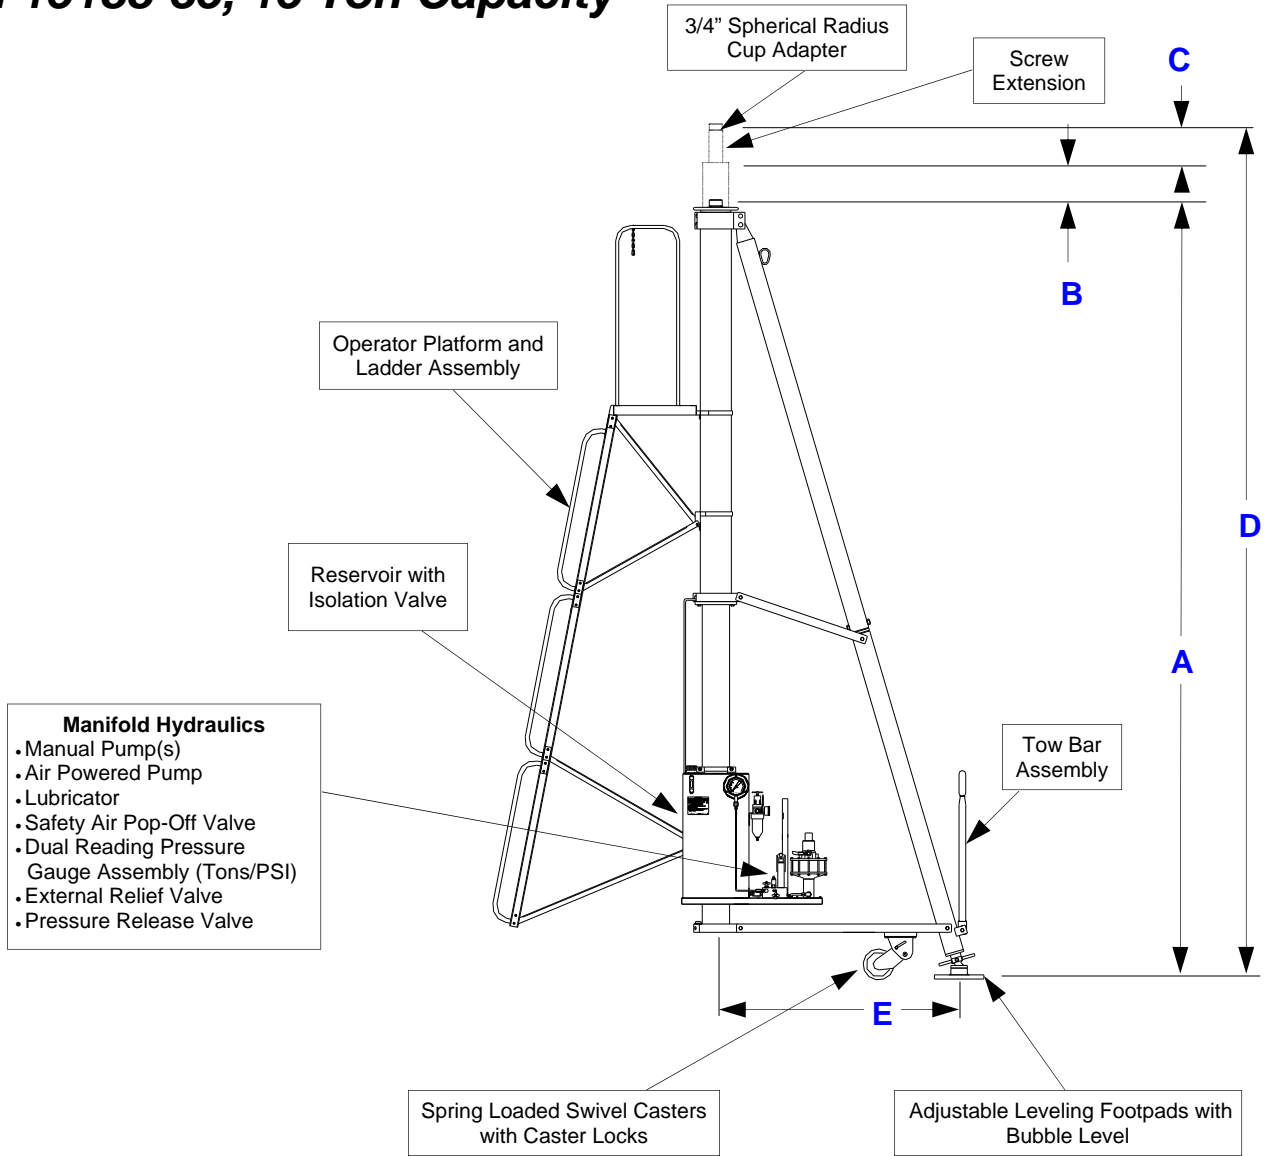 Capacity
3/4” Spherical Radius
Cup Adapter
Screw
Extension
C
B
Operator Platform and
Ladder Assembly
D
Reservoir with
Isolation Valve
A
Manifold Hydraulics
• Manual Pump(s)
• Air Powered Pump
• Lubricator
• Safety Air Pop-Off Valve
• Dual Reading Pressure
Gauge Assembly (Tons/PSI)
• External Relief Valve
• Pressure Release Valve
Tow Bar
Assembly
E
Spring Loaded Swivel Casters
with Caster Locks
Adjustable Leveling Footpads with
Bubble Level